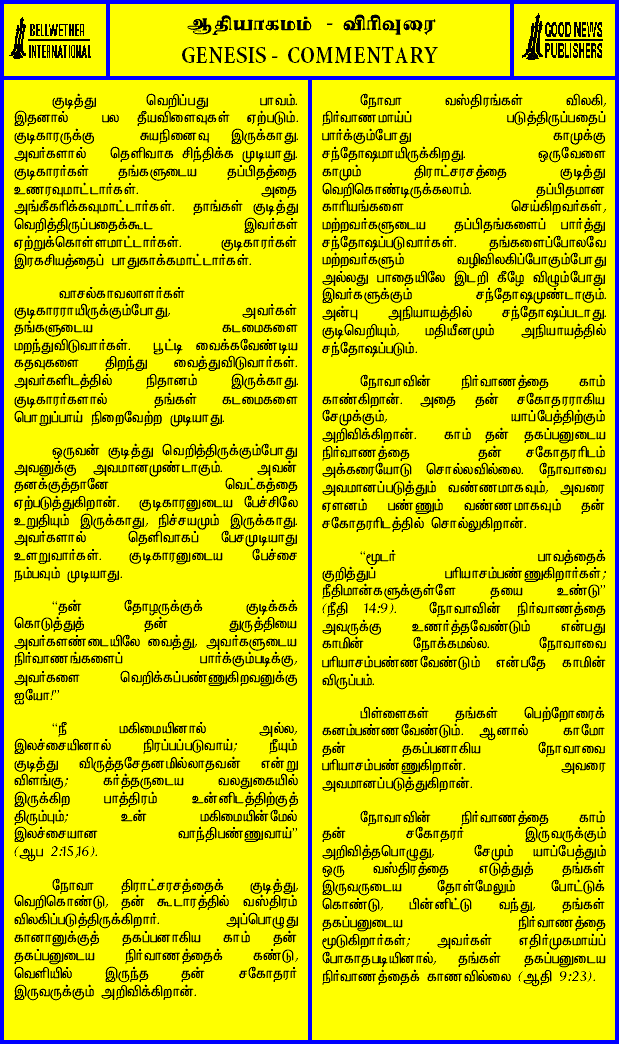 BELLWETHER
INTERNATIONAL
ஆதியாகமம் - விரிவுரை
GENESIS - COMMENTARY
GOOD NEWS
PUBLISHERS
குடித்து வெறிப்பது பாவம்.
இதனால் பல தீயவிளைவுகள் ஏற்படும்.
குடிகாரருக்கு சுயநினைவு இருக்காது.
அவர்களால் தெளிவாக சிந்திக்க முடியாது.
குடிகாரர்கள் தங்களுடைய தப்பிதத்தை
உணரவுமாட்டார்கள். அதை
அங்கீகரிக்கவுமாட்டார்கள். தாங்கள் குடித்து
வெறித்திருப்பதைக்கூட இவர்கள்
ஏற்றுக்கொள்ளமாட்டார்கள். குடிகாரர்கள்
இரகசியத்தைப் பாதுகாக்கமாட்டார்கள்.
வாசல்காவலாளர்கள்
குடிகாரராயிருக்கும்போது, அவர்கள்
தங்களுடைய கடமைகளை
மறந்துவிடுவார்கள். பூட்டி வைக்கவேண்டிய
கதவுகளை திறந்து வைத்துவிடுவார்கள்.
அவர்களிடத்தில் நிதானம் இருக்காது.
குடிகாரர்களால் தங்கள் கடமைகளை
பொறுப்பாய் நிறைவேற்ற முடியாது.
ஒருவன் குடித்து வெறித்திருக்கும்போது
அவனுக்கு அவமானமுண்டாகும். அவன்
தனக்குத்தானே வெட்கத்தை
ஏற்படுத்துகிறான். குடிகாரனுடைய பேச்சிலே
உறுதியும் இருக்காது, நிச்சயமும் இருக்காது.
அவர்களால் தெளிவாகப் பேசமுடியாது
உளறுவார்கள். குடிகாரனுடைய பேச்சை
நம்பவும் முடியாது.
“தன் தோழருக்குக் குடிக்கக்
கொடுத்துத் தன் துருத்தியை
அவர்களண்டையிலே வைத்து, அவர்களுடைய
நிர்வாணங்களைப் பார்க்கும்படிக்கு,
அவர்களை வெறிக்கப்பண்ணுகிறவனுக்கு
ஐயோ!”
“நீ மகிமையினால் அல்ல,
இலச்சையினால் நிரப்பப்படுவாய்; நீயும்
குடித்து விருத்தசேதனமில்லாதவன் என்று
விளங்கு; கர்த்தருடைய வலதுகையில்
இருக்கிற பாத்திரம் உன்னிடத்திற்குத்
திரும்பும்; உன் மகிமையின்மேல்
இலச்சையான வாந்திபண்ணுவாய்”
(ஆப 2:15,16).
நோவா திராட்சரசத்தைக் குடித்து,
வெறிகொண்டு, தன் கூடாரத்தில் வஸ்திரம்
விலகிப்படுத்திருக்கிறார். அப்பொழுது
கானானுக்குத் தகப்பனாகிய காம் தன்
தகப்பனுடைய நிர்வாணத்தைக் கண்டு,
வெளியில் இருந்த தன் சகோதரர்
இருவருக்கும் அறிவிக்கிறான்.
நோவா வஸ்திரங்கள் விலகி,
நிர்வாணமாய்ப் படுத்திருப்பதைப்
பார்க்கும்போது காமுக்கு
சந்தோஷமாயிருக்கிறது. ஒருவேளை
காமும் திராட்சரசத்தை குடித்து
வெறிகொண்டிருக்கலாம். தப்பிதமான
காரியங்களை செய்கிறவர்கள்,
மற்றவர்களுடைய தப்பிதங்களைப் பார்த்து
சந்தோஷப்படுவார்கள். தங்களைப்போலவே
மற்றவர்களும் வழிவிலகிப்போகும்போது
அல்லது பாதையிலே இடறி கீழே விழும்போது
இவர்களுக்கும் சந்தோஷமுண்டாகும்.
அன்பு அநியாயத்தில் சந்தோஷப்படாது.
குடிவெறியும், மதியீனமும் அநியாயத்தில்
சந்தோஷப்படும்.
நோவாவின் நிர்வாணத்தை காம்
காண்கிறான். அதை தன் சகோதரராகிய
சேமுக்கும், யாப்பேத்திற்கும்
அறிவிக்கிறான். காம் தன் தகப்பனுடைய
நிர்வாணத்தை தன் சகோதரரிடம்
அக்கரையோடு சொல்லவில்லை. நோவாவை
அவமானப்படுத்தும் வண்ணமாகவும், அவரை
ஏளனம் பண்ணும் வண்ணமாகவும் தன்
சகோதரரிடத்தில் சொல்லுகிறான்.
“மூடர் பாவத்தைக்
குறித்துப் பரியாசம்பண்ணுகிறார்கள்;
நீதிமான்களுக்குள்ளே தயை உண்டு”
(நீதி 14:9). நோவாவின் நிர்வாணத்தை
அவருக்கு உணர்த்தவேண்டும் என்பது
காமின் நோக்கமல்ல. நோவாவை
பரியாசம்பண்ணவேண்டும் என்பதே காமின்
விருப்பம்.
பிள்ளைகள் தங்கள் பெற்றோரைக்
கனம்பண்ணவேண்டும். ஆனால் காமோ
தன் தகப்பனாகிய நோவாவை
பரியாசம்பண்ணுகிறான். அவரை
அவமானப்படுத்துகிறான்.
நோவாவின் நிர்வாணத்தை காம்
தன் சகோதரர் இருவருக்கும்
அறிவித்தபொழுது, சேமும் யாப்பேத்தும்
ஒரு வஸ்திரத்தை எடுத்துத் தங்கள்
இருவருடைய தோள்மேலும் போட்டுக்
கொண்டு, பின்னிட்டு வந்து, தங்கள்
தகப்பனுடைய நிர்வாணத்தை
மூடுகிறார்கள்; அவர்கள் எதிர்முகமாய்ப்
போகாதபடியினால், தங்கள் தகப்பனுடைய
நிர்வாணத்தைக் காணவில்லை (ஆதி 9:23).